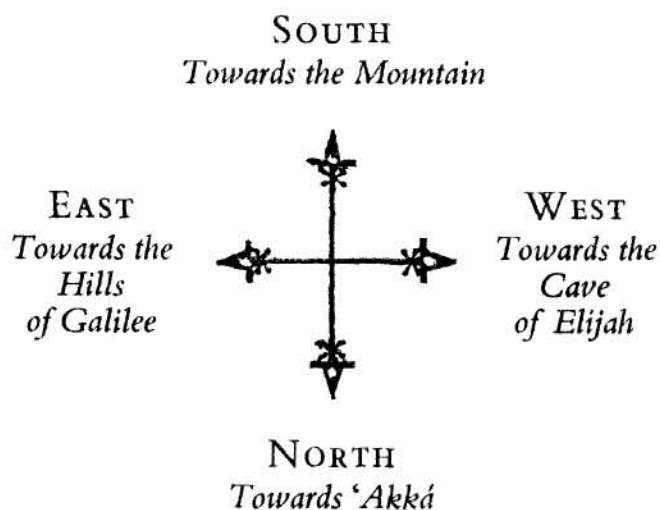 SOUTH
Towards the Mountain
EAST
Towards the
Hills
of Galilee
WEST
Towards the
Cave
of Elijah
NORTH
Towards ‘Akká